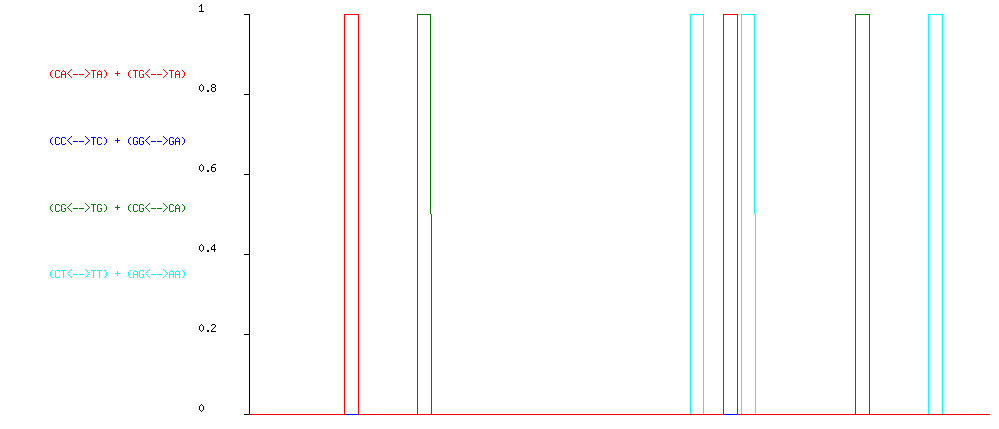 1
(CA<-->TA) + (TG<-->TA)
0.8
(CC<-->TC) + (GG<-->GA)
0.6
(CG<-->TG) + (CG<-->CA)
0.4
(CT<-->TT) + (AG<-->AA)
0.2
0